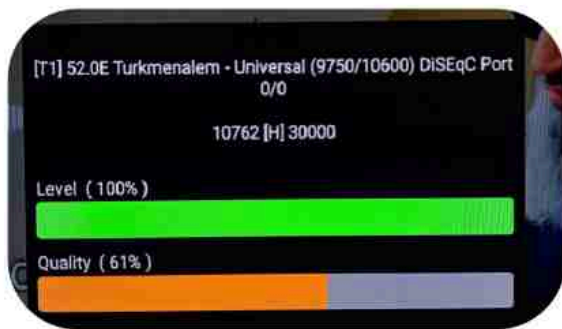 [T1] 52.0E Turkmenalem - Universal (9750/10600) DiSEqC Port
0/0
10762 [H] 30000
Level ( 100% )
Quality ( 61% )